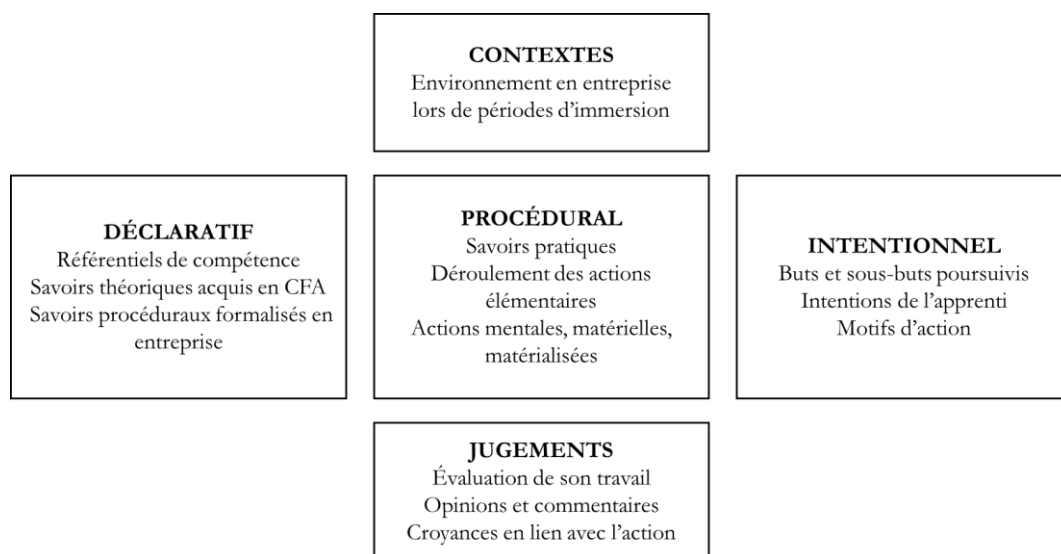 CONTEXTES
Environnement en entreprise
lors de périodes d'immersion
DÉCLARATIF
Référentiels de compétence
Savoirs théoriques acquis en CFA
Savoirs procéduraux formalisés en
entreprise
PROCÉDURAL
Savoirs pratiques
Déroulement des actions
élémentaires
Actions mentales, matérielles,
matérialisées
INTENTIONNEL
Buts et sous-buts poursuivis
Intentions de l'apprenti
Motifs d'action
JUGEMENTS
Évaluation de son travail
Opinions et commentaires
Croyances en lien avec l'action